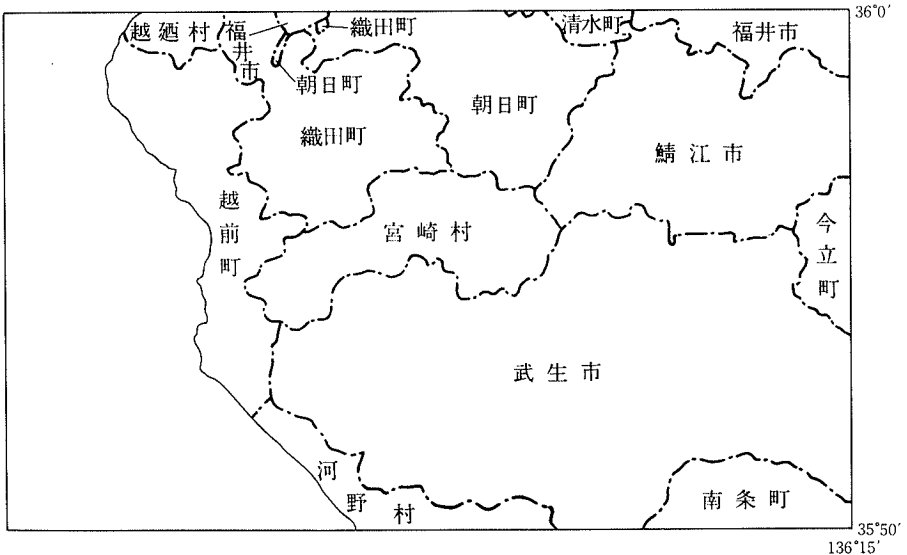 36°0′
越廼村
福井市
織田町
清水町
福井市
朝日町
朝日町
織田町
鯖江市
越前町
宮崎村
今立町
武生市
河野村
南条町
35°50′
136°15′